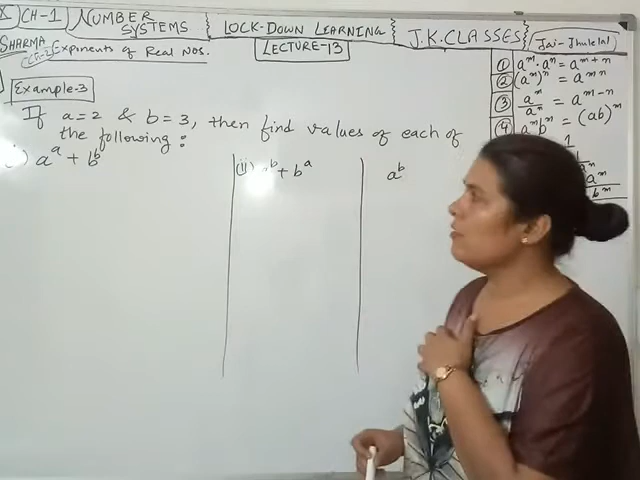 CH-1 NUMBER SYSTEMS LOCK-DOWN LEARNING J.K.CLASSES Jai-Jhulelal
SHARMA Exponents of Real Nos. LECTURE-13
Example-3
If a=2 & b=3, then find values of each of
the following:
a^a + b^b
(ii) a^b + b^a
a^b
① a^m · a^n = a^m+n
② (a^m)^n = a^mn
③ a^m/a^n = a^m-n
④ a^m b^m = (ab)^m
1
a^n
a^m
b^m